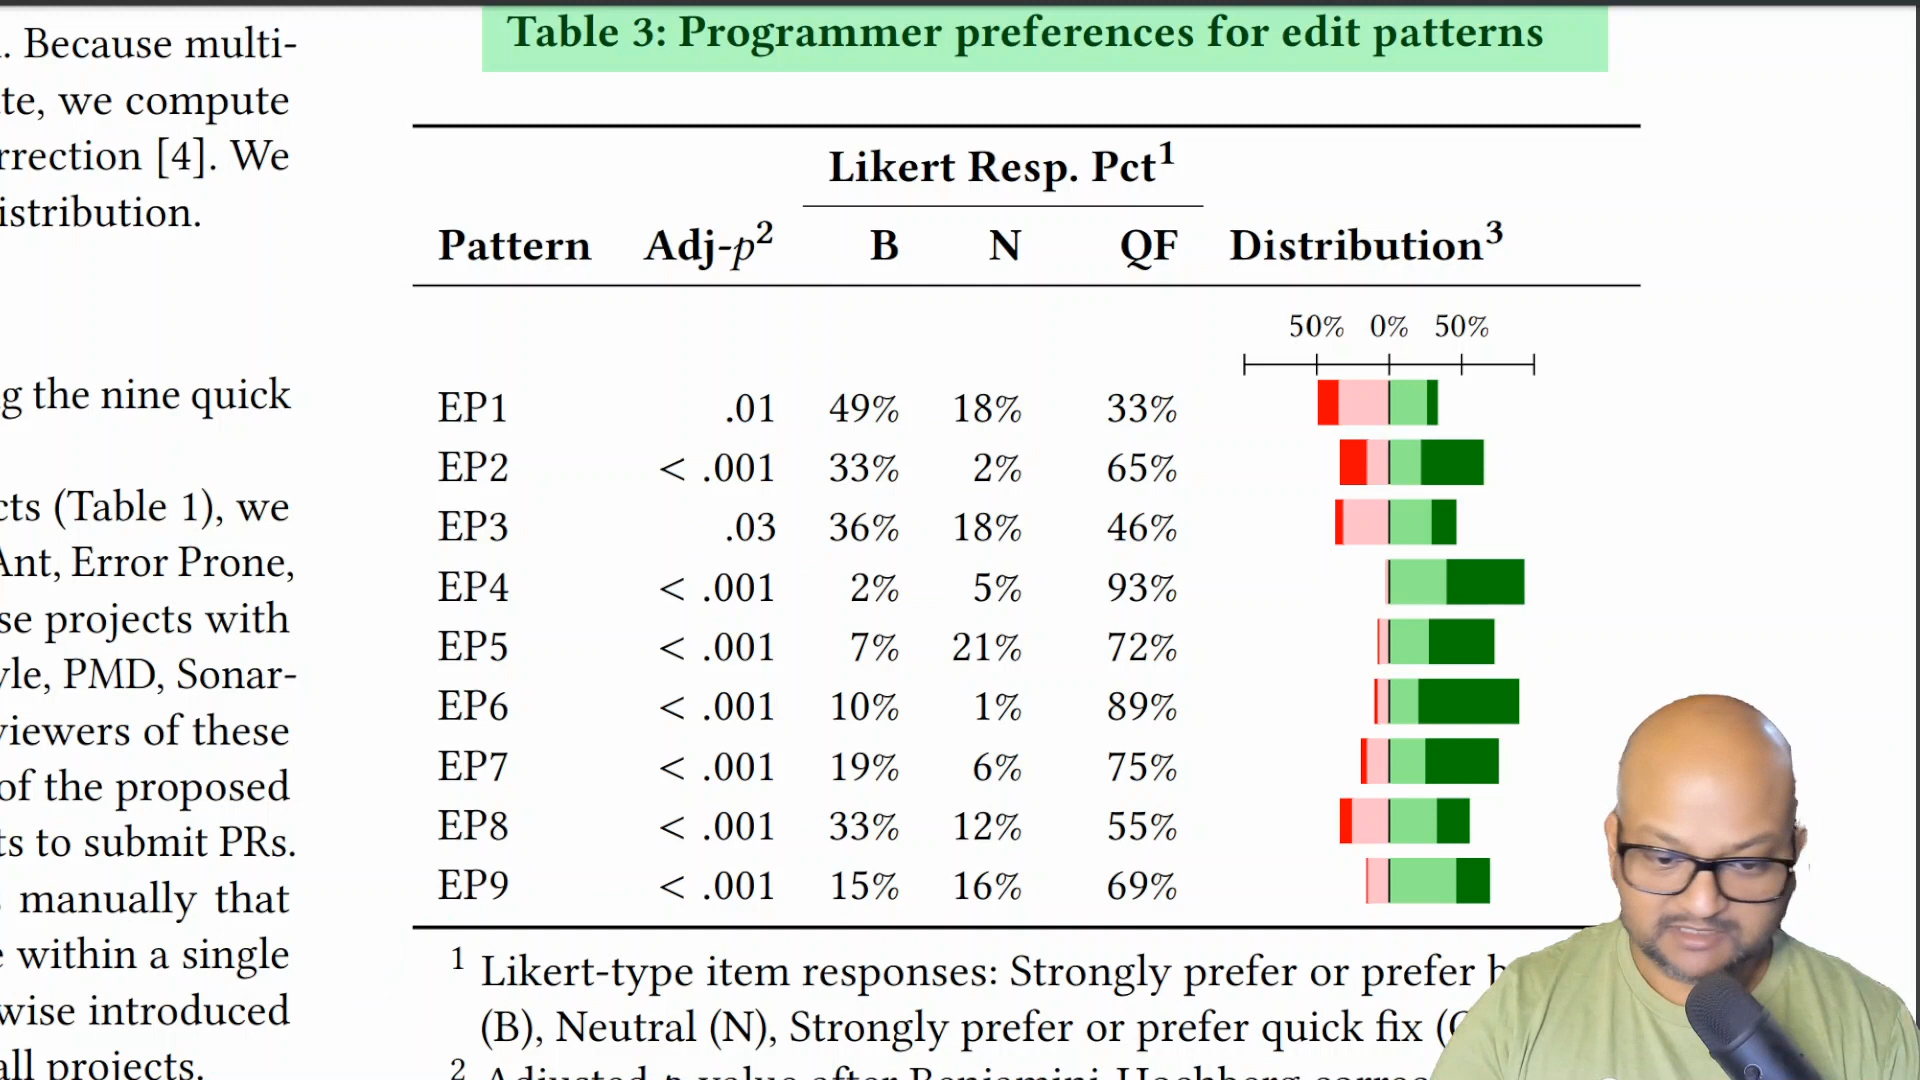 . Because multi-
te, we compute
rrection [4]. We
istribution.
g the nine quick
cts (Table 1), we
Ant, Error Prone,
se projects with
yle, PMD, Sonar-
viewers of these
of the proposed
ts to submit PRs.
manually that
within a single
wise introduced
all projects.
Table 3: Programmer preferences for edit patterns
Likert Resp. Pct¹
Pattern Adj-p² B N QF Distribution³
50% 0% 50%
EP1 .01 49% 18% 33%
EP2 < .001 33% 2% 65%
EP3 .03 36% 18% 46%
EP4 < .001 2% 5% 93%
EP5 < .001 7% 21% 72%
EP6 < .001 10% 1% 89%
EP7 < .001 19% 6% 75%
EP8 < .001 33% 12% 55%
EP9 < .001 15% 16% 69%
¹ Likert-type item responses: Strongly prefer or prefer
(B), Neutral (N), Strongly prefer or prefer quick fix
² Adjusted p-value after Benjamini-Hochberg